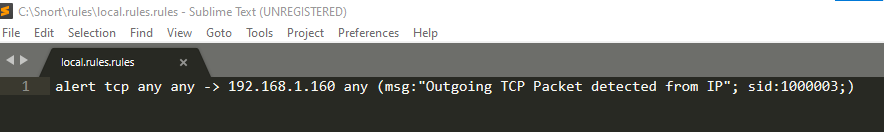 C:\Snort\rules\local.rules.rules - Sublime Text (UNREGISTERED)
File Edit Selection Find View Goto Tools Project Preferences Help
local.rules.rules ×
1 alert tcp any any -> 192.168.1.160 any (msg:"Outgoing TCP Packet detected from IP"; sid:1000003;)